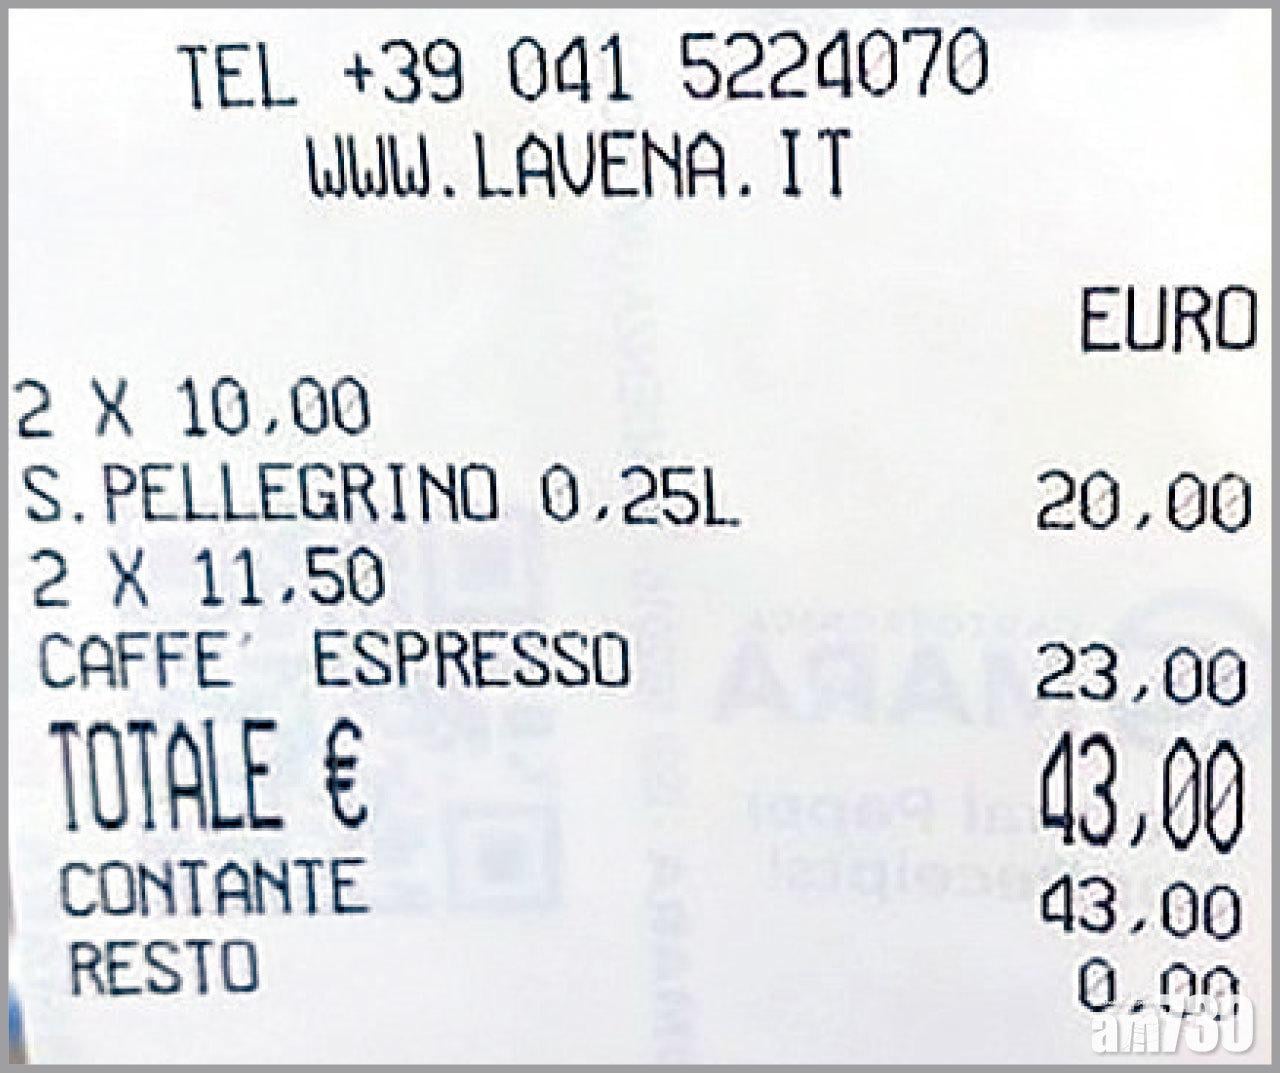 TEL +39 041 5224070
WWW.LAVENA.IT
EURO
2 X 10,00
S.PELLEGRINO 0,25L 20,00
2 X 11,50
CAFFE' ESPRESSO 23,00
TOTALE € 43,00
CONTANTE 43,00
RESTO 0,00
am730